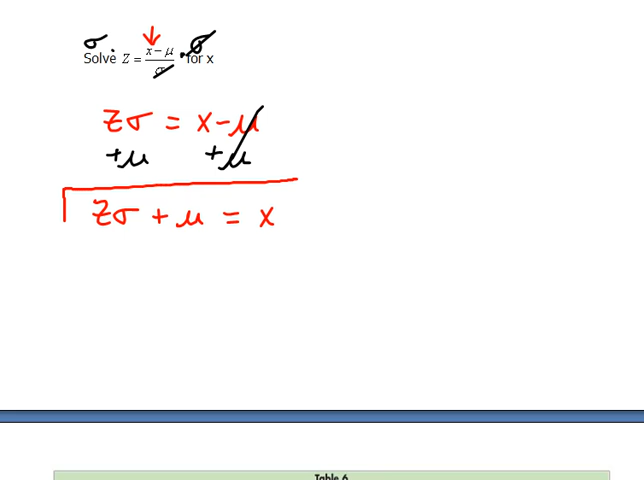 σ · σ
Solve Z = (x − μ)/σ for x
zσ = x − μ
+μ +μ
zσ + μ = x
Table 6